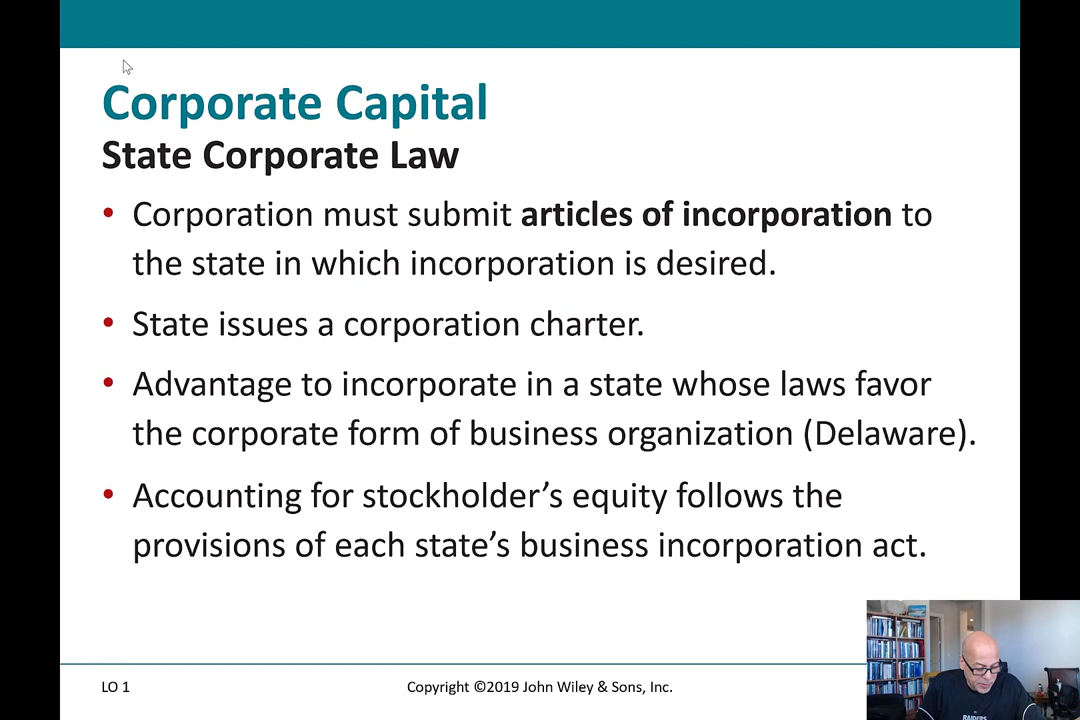 Corporate Capital
State Corporate Law
• Corporation must submit articles of incorporation to
the state in which incorporation is desired.
• State issues a corporation charter.
• Advantage to incorporate in a state whose laws favor
the corporate form of business organization (Delaware).
• Accounting for stockholder’s equity follows the
provisions of each state’s business incorporation act.
LO 1
Copyright ©2019 John Wiley & Sons, Inc.
RAIDERS